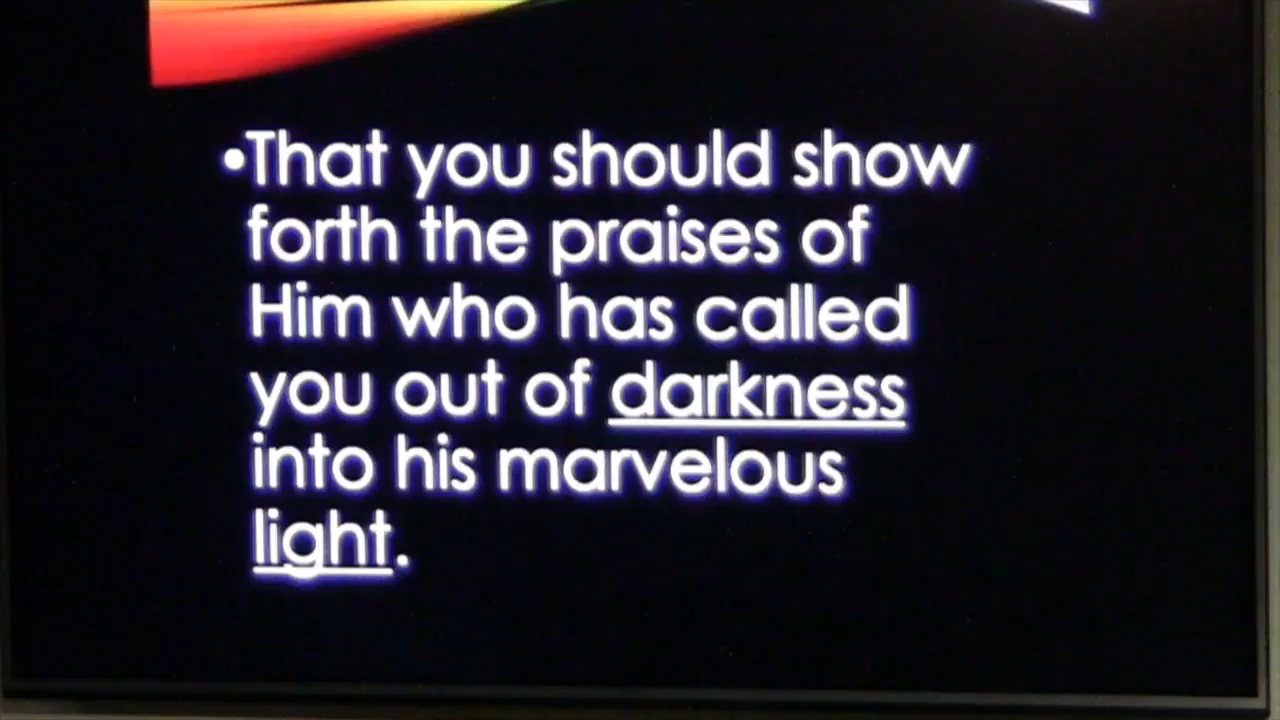 •That you should show
forth the praises of
Him who has called
you out of darkness
into his marvelous
light.